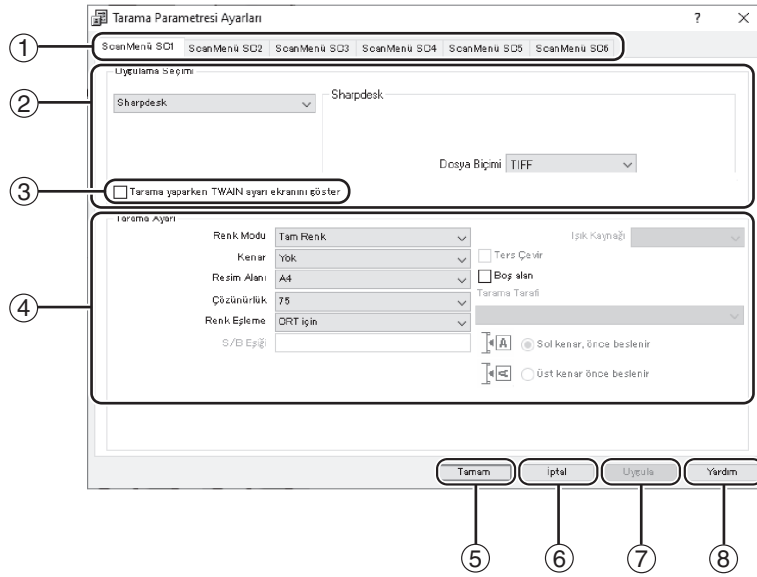 Tarama Parametresi Ayarları
? ×
① ScanMenü SC1 ScanMenü SC2 ScanMenü SC3 ScanMenü SC4 ScanMenü SC5 ScanMenü SC6
② Uygulama Seçimi
Sharpdesk
Sharpdesk
Dosya Biçimi TIFF
③ Tarama yaparken TWAIN ayarı ekranını göster
④ Tarama Ayarı
Renk Modu Tam Renk
Kenar Yok
Resim Alanı A4
Çözünürlük 75
Renk Eşleme ORT için
S/B Eşiği
Işık Kaynağı
Ters Çevir
Boş alan
Tarama Tarafı
A Sol kenar, önce beslenir
A Üst kenar önce beslenir
Tamam İptal Uygula Yardım
⑤ ⑥ ⑦ ⑧